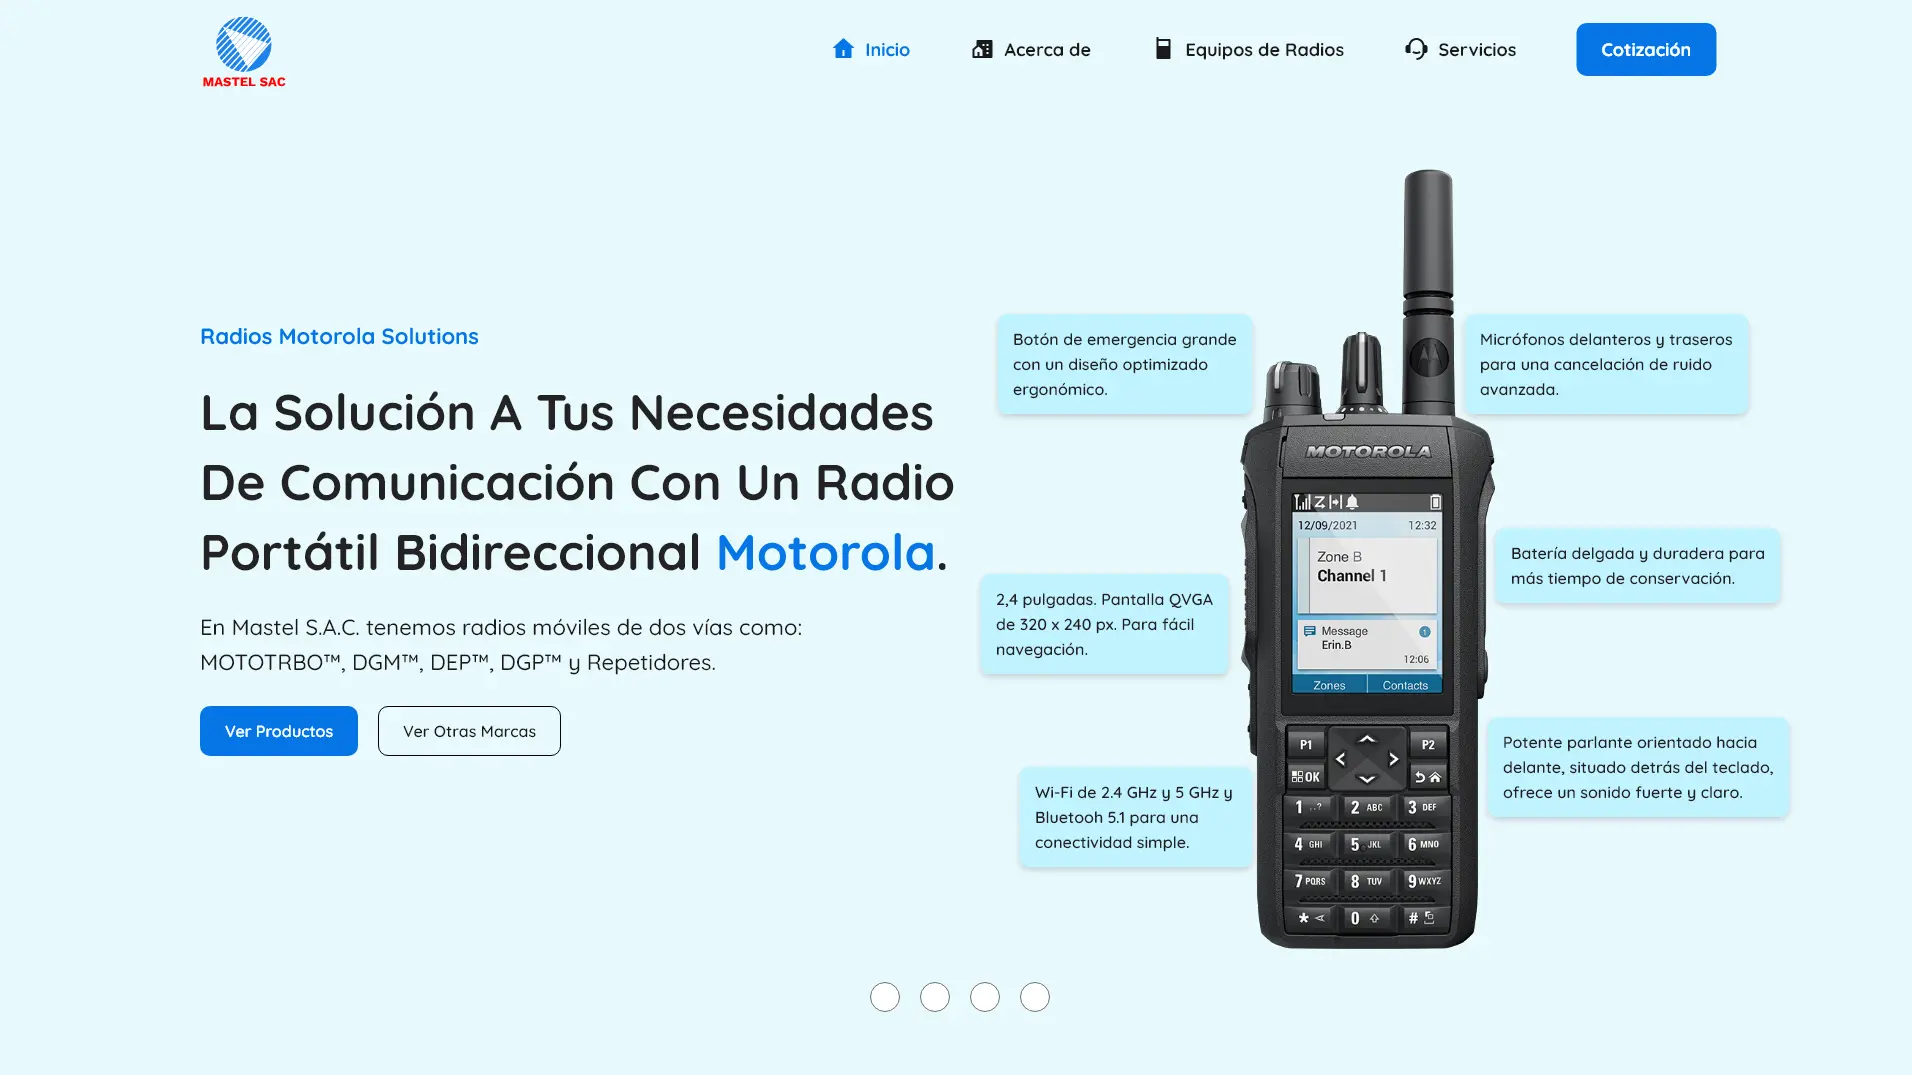 MASTEL SAC
Inicio
Acerca de
Equipos de Radios
Servicios
Cotización
Radios Motorola Solutions
La Solución A Tus Necesidades
De Comunicación Con Un Radio
Portátil Bidireccional Motorola.
En Mastel S.A.C. tenemos radios móviles de dos vías como:
MOTOTRBO™, DGM™, DEP™, DGP™ y Repetidores.
Ver Productos
Ver Otras Marcas
Botón de emergencia grande
con un diseño optimizado
ergonómico.
2,4 pulgadas. Pantalla QVGA
de 320 x 240 px. Para fácil
navegación.
Wi-Fi de 2.4 GHz y 5 GHz y
Bluetooh 5.1 para una
conectividad simple.
MOTOROLA
12/09/2021 12:32
Zone B
Channel 1
Message 1
Erin.B
12:06
Zones Contacts
P1 P2
OK
1 .,? 2 ABC 3 DEF
4 GHI 5 JKL 6 MNO
7 PQRS 8 TUV 9 WXYZ
* 0 #
Micrófonos delanteros y traseros
para una cancelación de ruido
avanzada.
Batería delgada y duradera para
más tiempo de conservación.
Potente parlante orientado hacia
delante, situado detrás del teclado,
ofrece un sonido fuerte y claro.